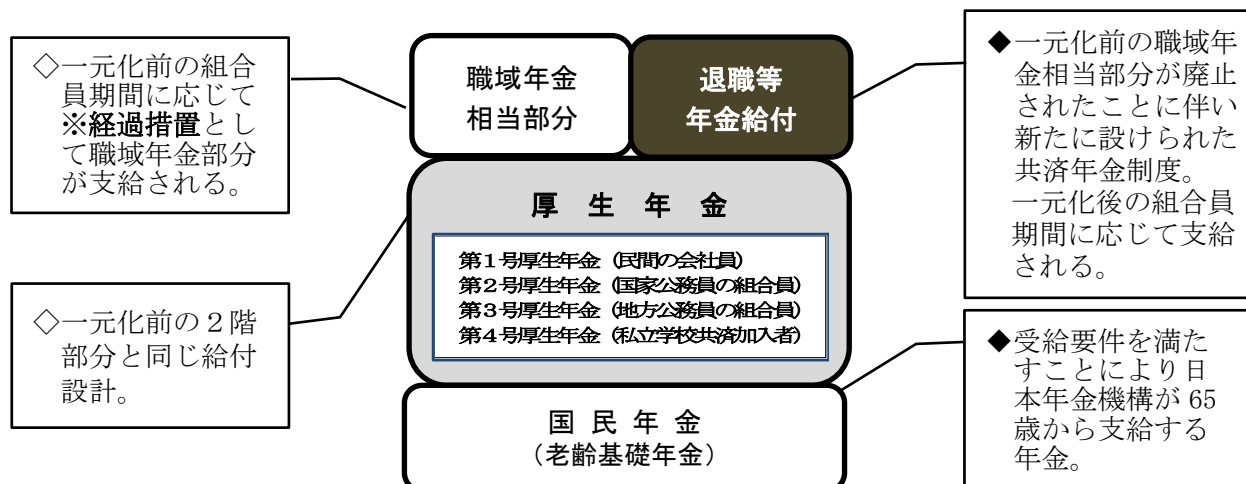 ◇一元化前の組合
員期間に応じて
※経過措置とし
て職域年金部分
が支給される。
職域年金
相当部分
退職等
年金給付
◆一元化前の職域年
金相当部分が廃止
されたことに伴い
新たに設けられた
共済年金制度。
一元化後の組合員
期間に応じて支給
される。
厚生年金
第1号厚生年金（民間の会社員）
第2号厚生年金（国家公務員の組合員）
第3号厚生年金（地方公務員の組合員）
第4号厚生年金（私立学校共済加入者）
◇一元化前の２階
部分と同じ給付
設計。
◆受給要件を満た
すことにより日
本年金機構が 65
歳から支給する
年金。
国民年金
（老齢基礎年金）